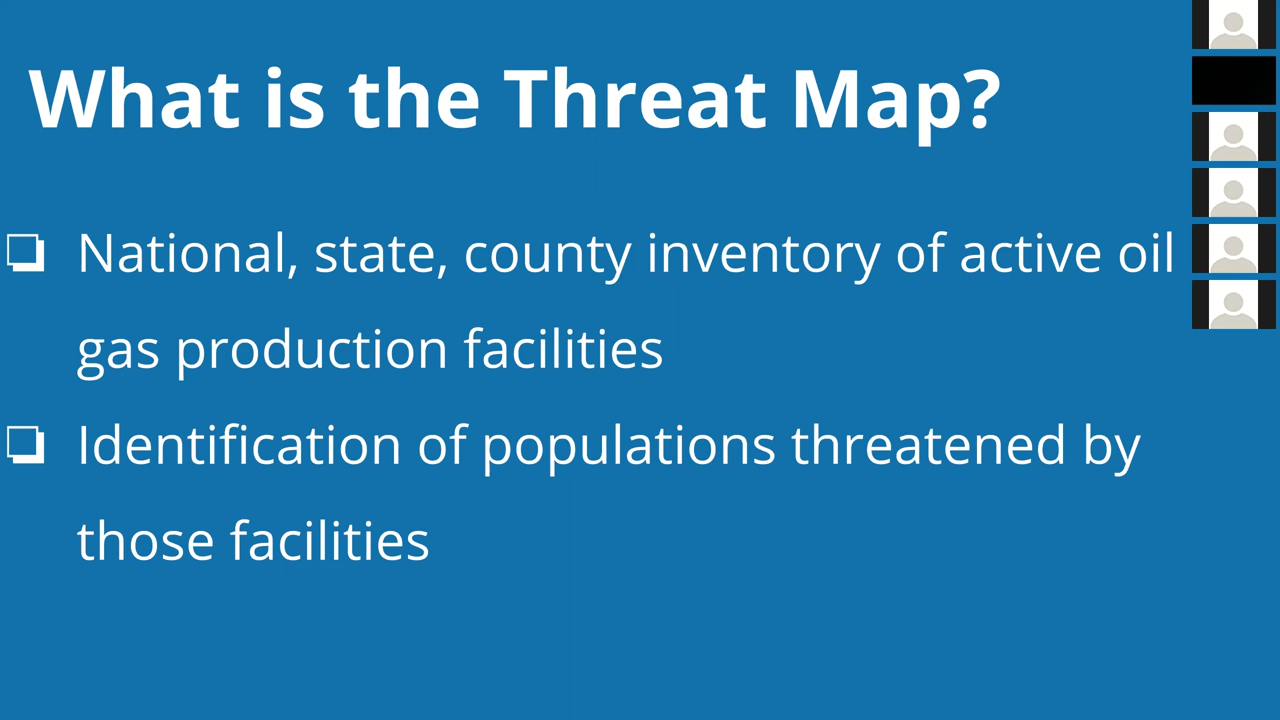 What is the Threat Map?
❏ National, state, county inventory of active oil
gas production facilities
❏ Identification of populations threatened by
those facilities